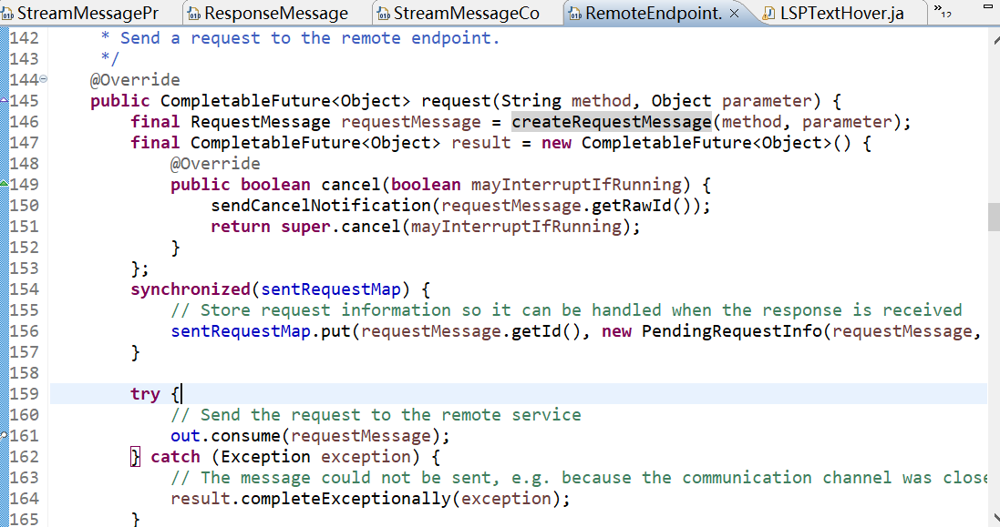 StreamMessagePr ResponseMessage StreamMessageCo RemoteEndpoint. LSPTextHover.ja »12
142 * Send a request to the remote endpoint.
143 */
144 @Override
145 public CompletableFuture<Object> request(String method, Object parameter) {
146 final RequestMessage requestMessage = createRequestMessage(method, parameter);
147 final CompletableFuture<Object> result = new CompletableFuture<Object>() {
148 @Override
149 public boolean cancel(boolean mayInterruptIfRunning) {
150 sendCancelNotification(requestMessage.getRawId());
151 return super.cancel(mayInterruptIfRunning);
152 }
153 };
154 synchronized(sentRequestMap) {
155 // Store request information so it can be handled when the response is received
156 sentRequestMap.put(requestMessage.getId(), new PendingRequestInfo(requestMessage,
157 }
158
159 try {
160 // Send the request to the remote service
161 out.consume(requestMessage);
162 } catch (Exception exception) {
163 // The message could not be sent, e.g. because the communication channel was close
164 result.completeExceptionally(exception);
165 }